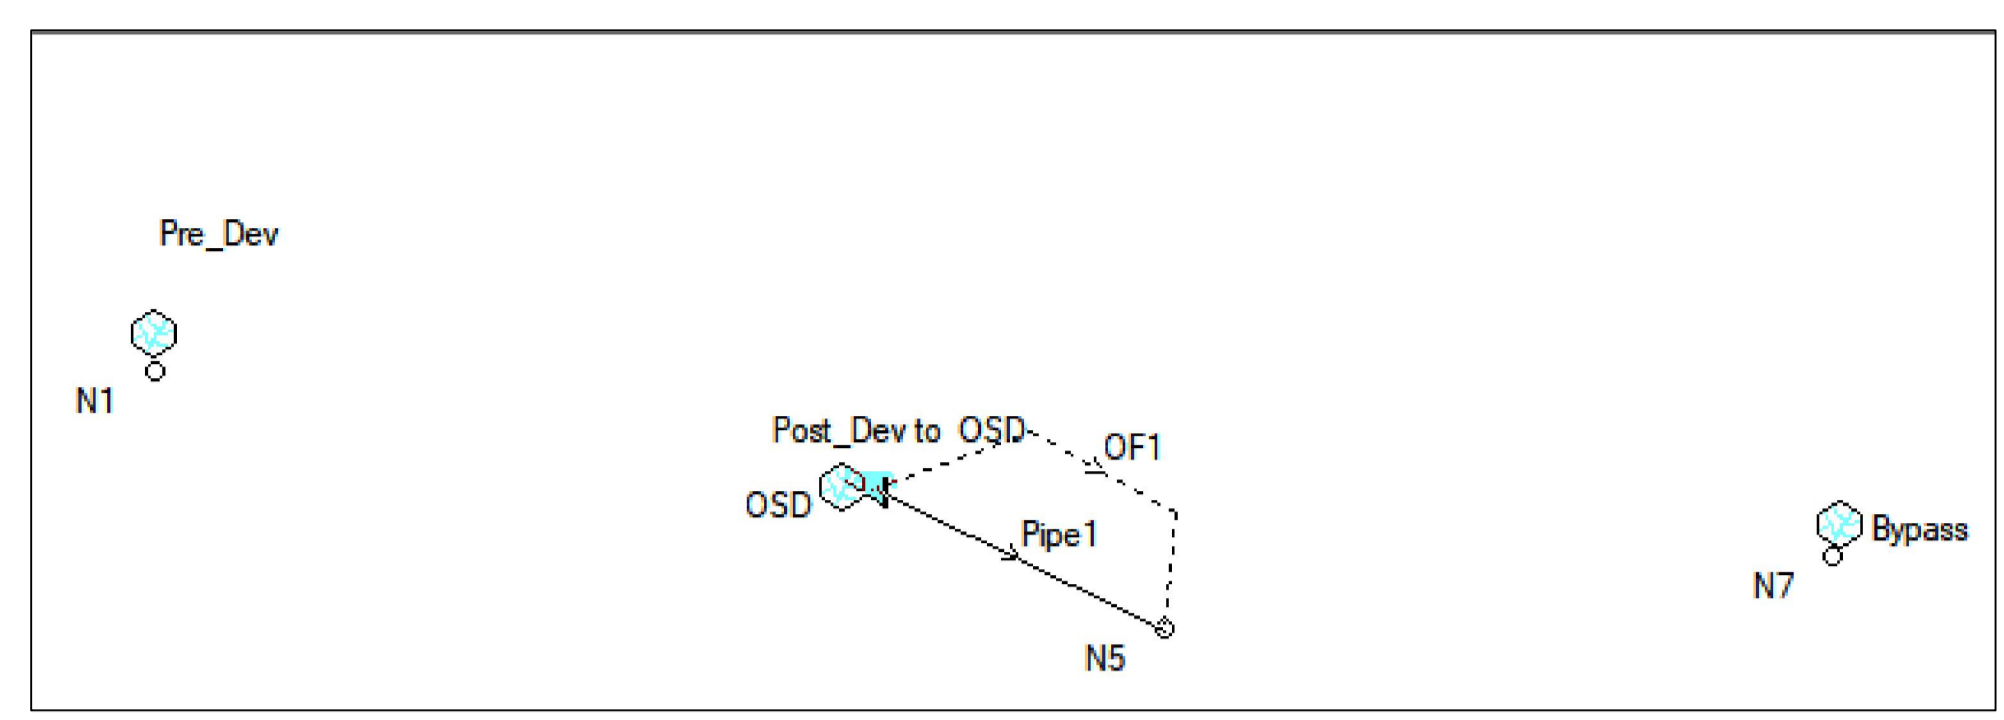 Pre_Dev
N1
Post_Dev to OSD
OF1
OSD
Pipe1
Bypass
N7
N5